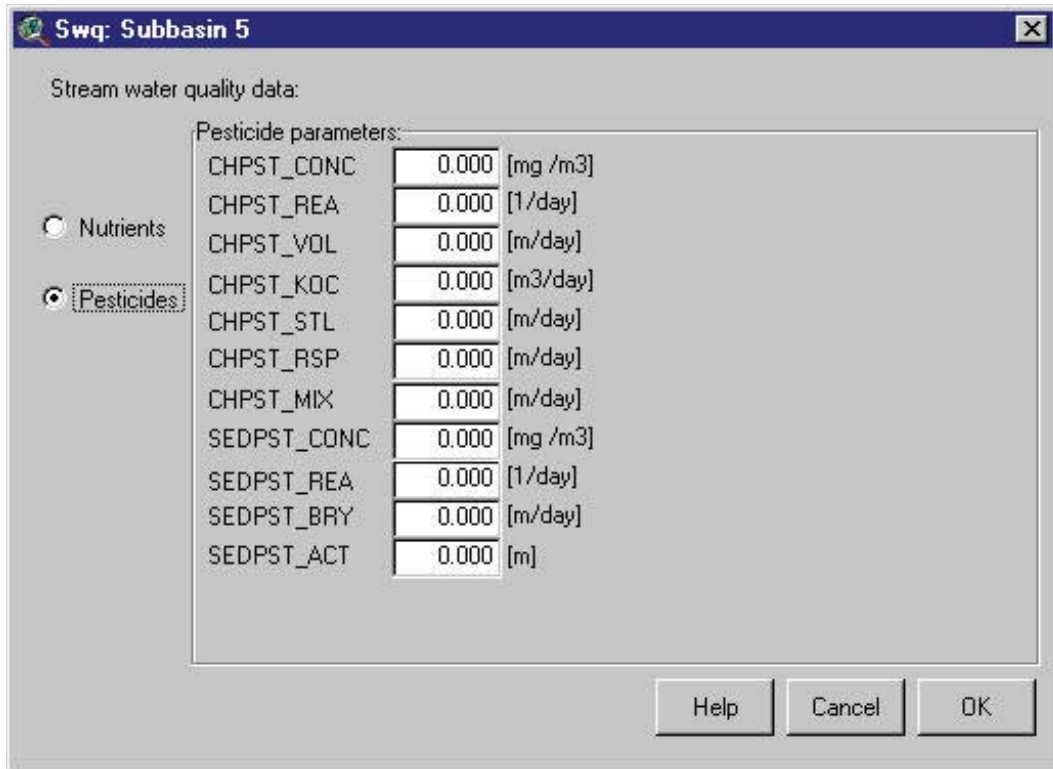 Swq: Subbasin 5
Stream water quality data:
Nutrients
Pesticides
Pesticide parameters:
CHPST_CONC 0.000 [mg /m3]
CHPST_REA 0.000 [1/day]
CHPST_VOL 0.000 [m/day]
CHPST_KOC 0.000 [m3/day]
CHPST_STL 0.000 [m/day]
CHPST_RSP 0.000 [m/day]
CHPST_MIX 0.000 [m/day]
SEDPST_CONC 0.000 [mg /m3]
SEDPST_REA 0.000 [1/day]
SEDPST_BRY 0.000 [m/day]
SEDPST_ACT 0.000 [m]
Help Cancel OK